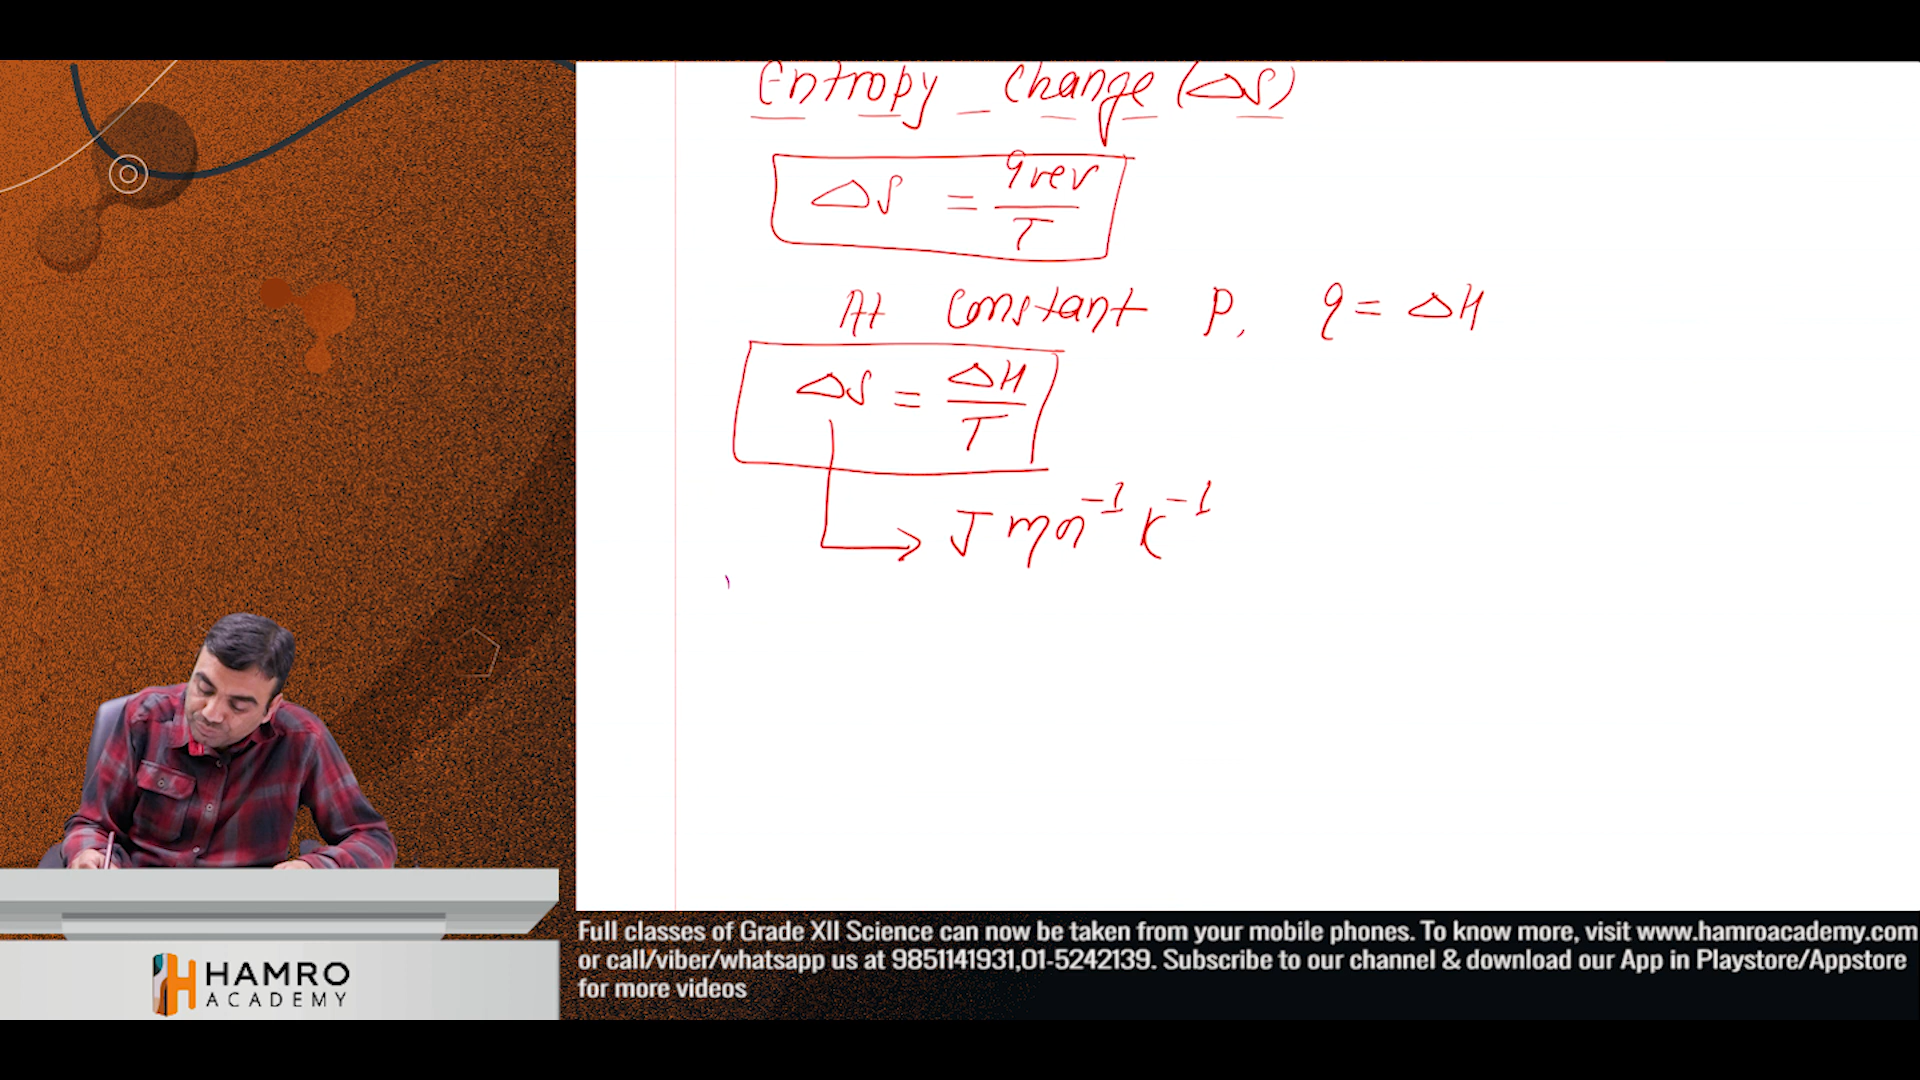 Entropy change (ΔS)
ΔS = qrev / T
At constant P, q = ΔH
ΔS = ΔH / T
→ J mol⁻¹ K⁻¹
HAMRO
ACADEMY
Full classes of Grade XII Science can now be taken from your mobile phones. To know more, visit www.hamroacademy.com
or call/viber/whatsapp us at 9851141931,01-5242139. Subscribe to our channel & download our App in Playstore/Appstore
for more videos